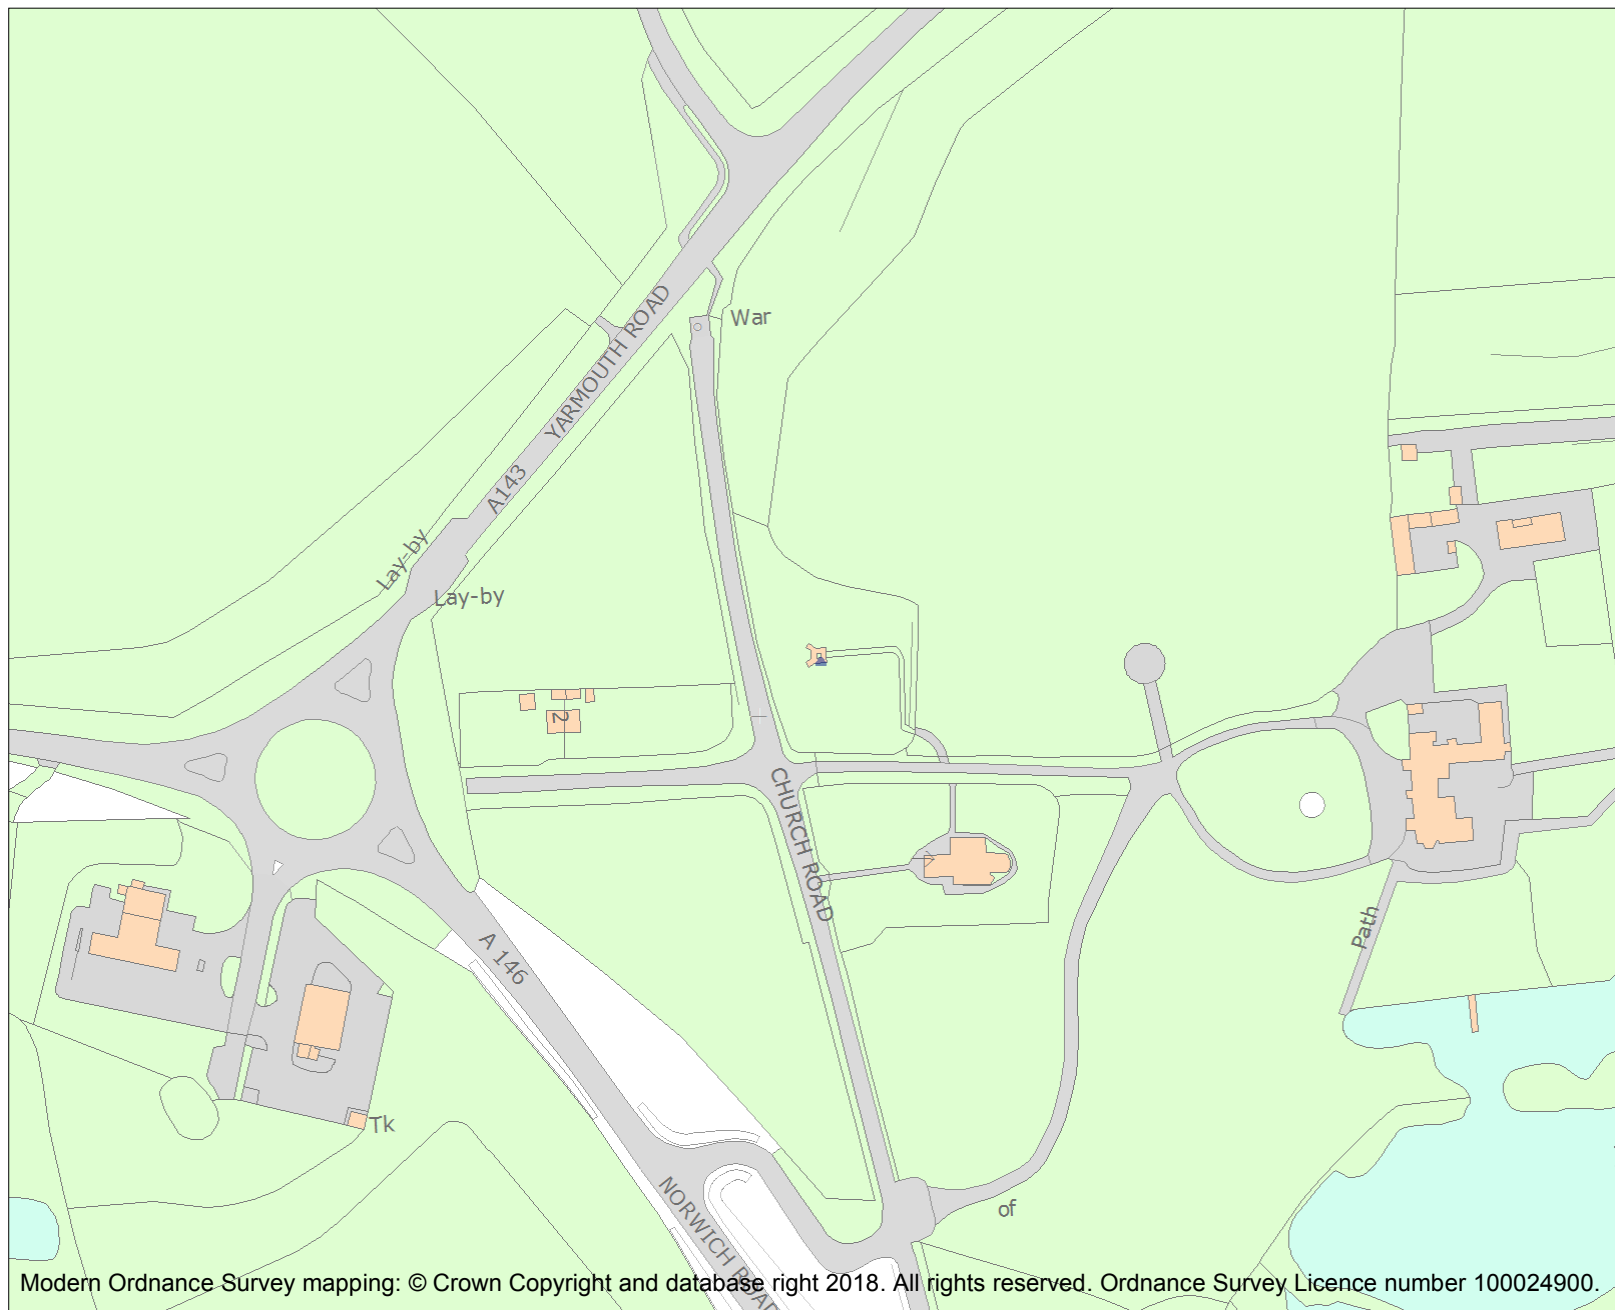 War
YARMOUTH ROAD
A143
Lay-by
Lay-by
2
CHURCH ROAD
Path
A 146
Tk
of
NORWICH ROAD
Modern Ordnance Survey mapping: © Crown Copyright and database right 2018. All rights reserved. Ordnance Survey Licence number 100024900.